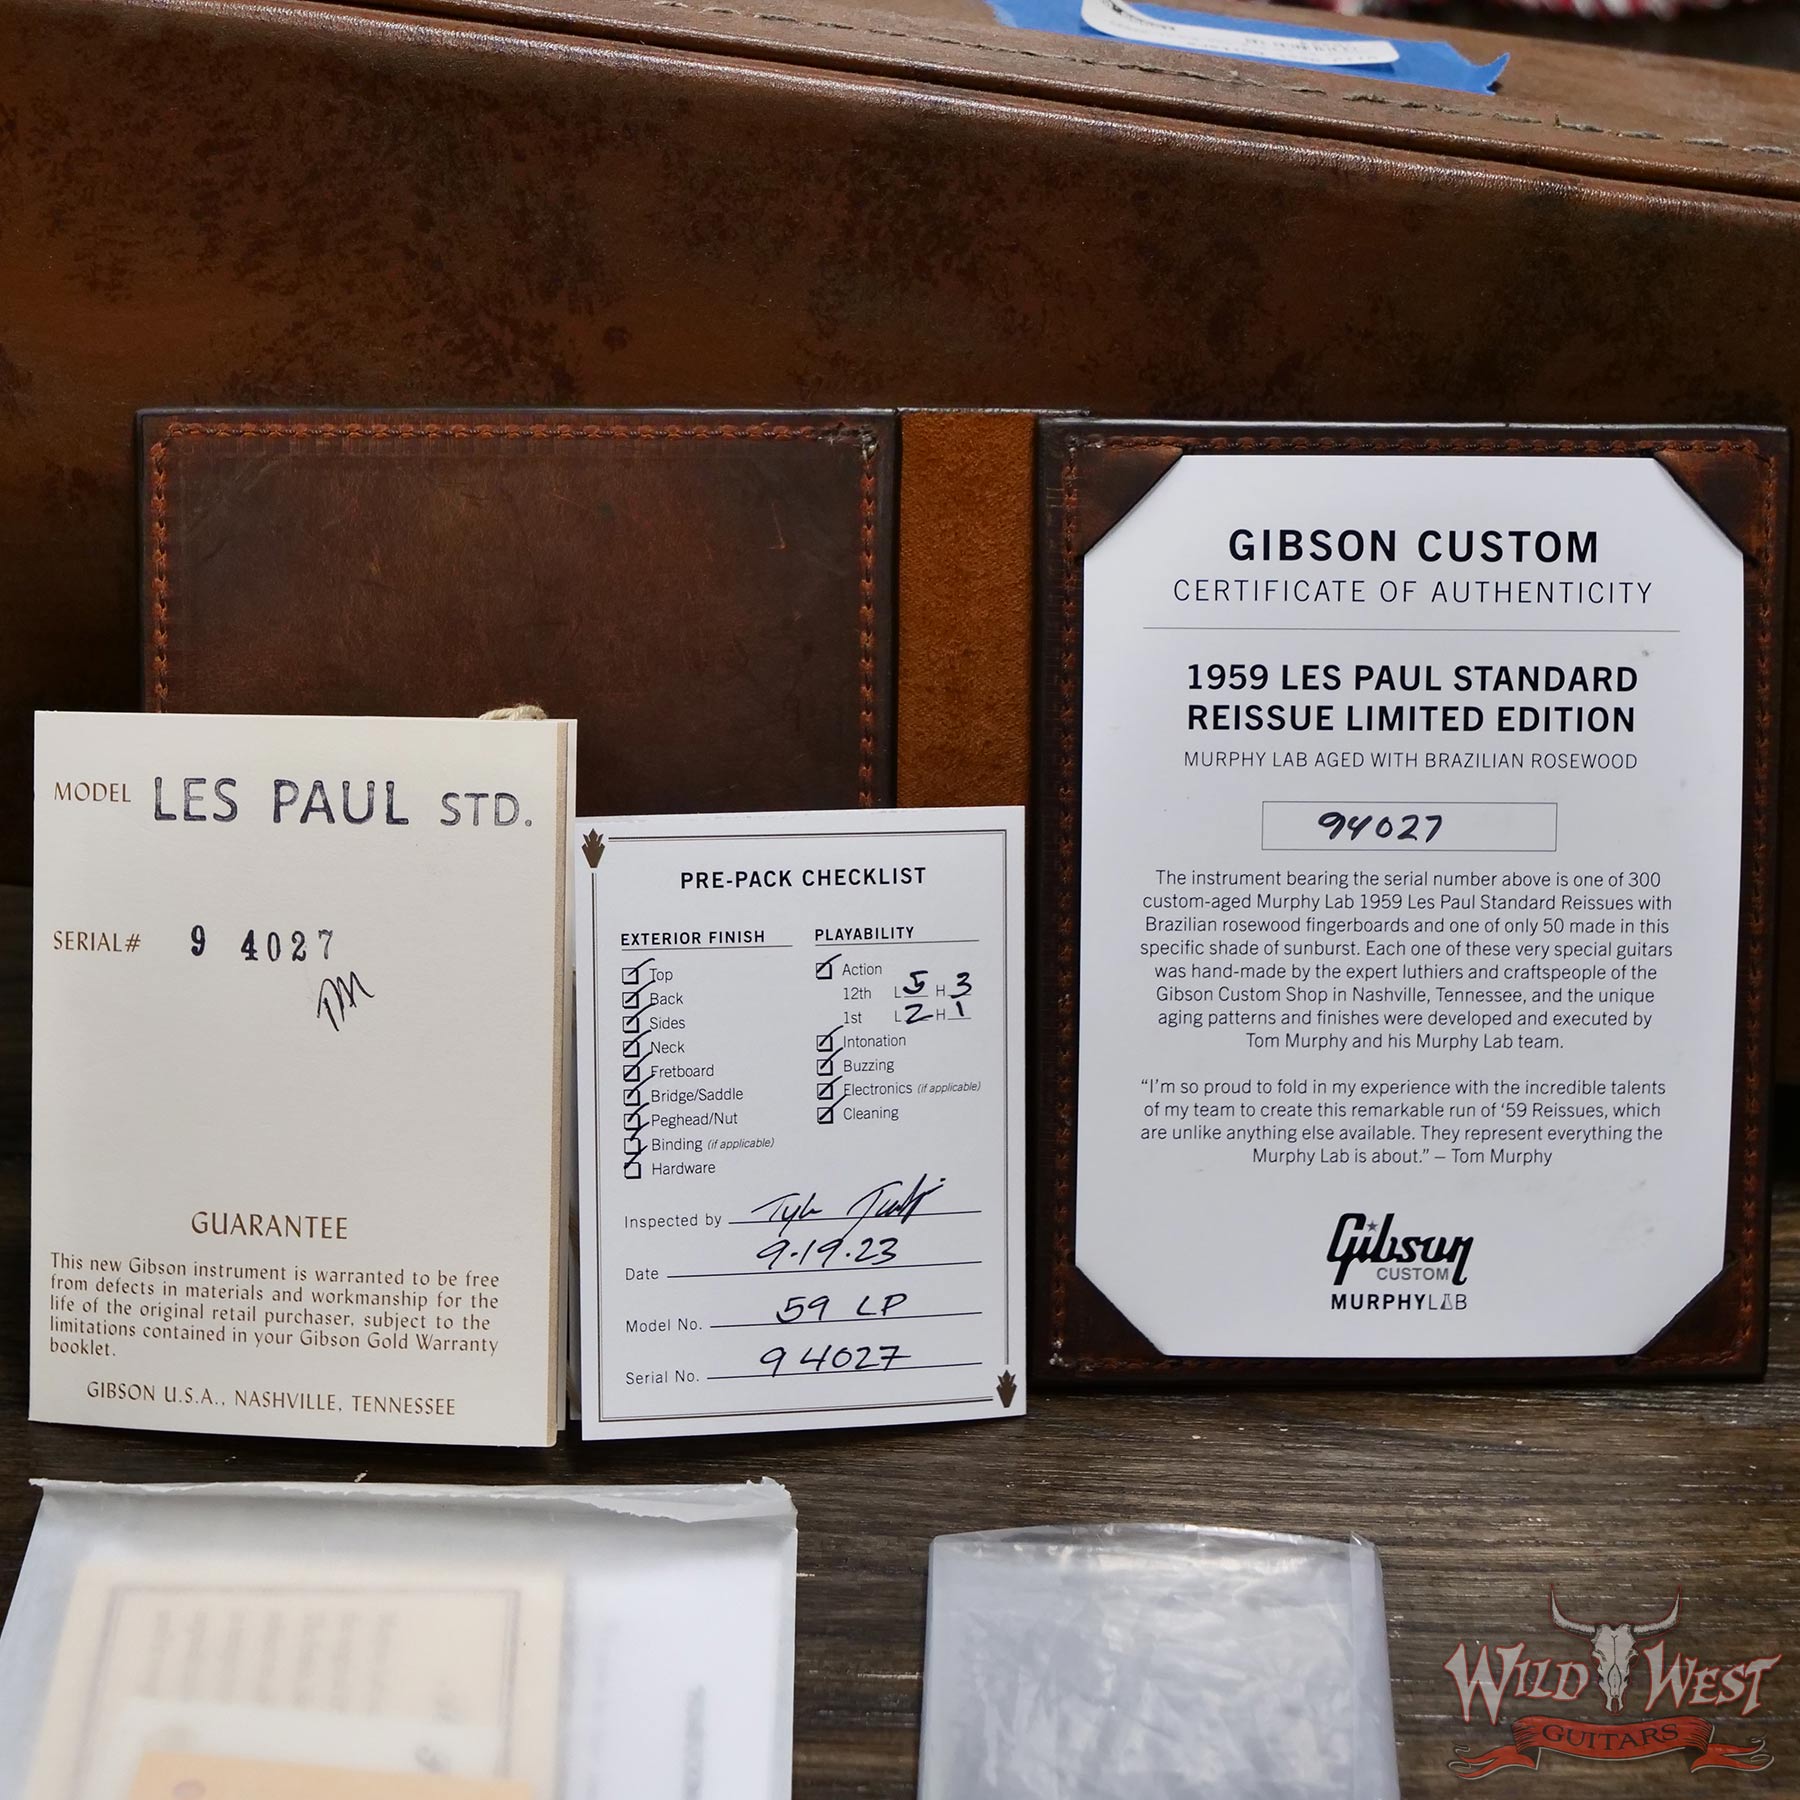 MODEL LES PAUL STD.
SERIAL# 9 4027
TM
GUARANTEE
This new Gibson instrument is warranted to be free
from defects in materials and workmanship for the
life of the original retail purchaser, subject to the
limitations contained in your Gibson Gold Warranty
booklet.
GIBSON U.S.A., NASHVILLE, TENNESSEE
PRE-PACK CHECKLIST
EXTERIOR FINISH
Top
Back
Sides
Neck
Fretboard
Bridge/Saddle
Peghead/Nut
Binding (if applicable)
Hardware
PLAYABILITY
Action
12th L 5 H 3
1st L 2 H 1
Intonation
Buzzing
Electronics (if applicable)
Cleaning
Inspected by
Date 9-19-23
Model No. 59 LP
Serial No. 94027
GIBSON CUSTOM
CERTIFICATE OF AUTHENTICITY
1959 LES PAUL STANDARD
REISSUE LIMITED EDITION
MURPHY LAB AGED WITH BRAZILIAN ROSEWOOD
94027
The instrument bearing the serial number above is one of 300
custom-aged Murphy Lab 1959 Les Paul Standard Reissues with
Brazilian rosewood fingerboards and one of only 50 made in this
specific shade of sunburst. Each one of these very special guitars
was hand-made by the expert luthiers and craftspeople of the
Gibson Custom Shop in Nashville, Tennessee, and the unique
aging patterns and finishes were developed and executed by
Tom Murphy and his Murphy Lab team.
“I'm so proud to fold in my experience with the incredible talents
of my team to create this remarkable run of ‘59 Reissues, which
are unlike anything else available. They represent everything the
Murphy Lab is about.” – Tom Murphy
Gibson
CUSTOM
MURPHYLAB
WILD WEST
GUITARS